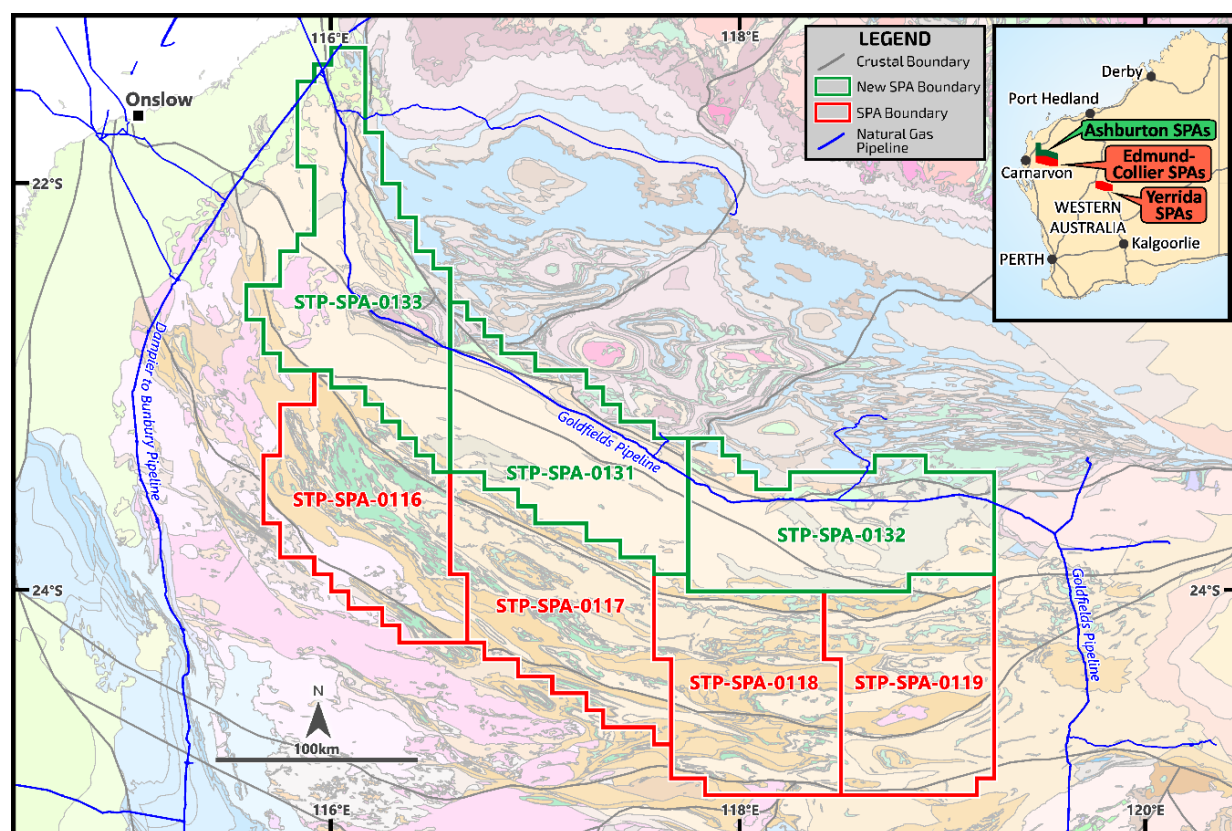 116°E
118°E
LEGEND
Crustal Boundary
New SPA Boundary
SPA Boundary
Natural Gas
Pipeline
Derby
Port Hedland
Ashburton SPAs
Edmund-
Collier SPAs
Carnarvon
Yerrida
SPAs
WESTERN
AUSTRALIA
Kalgoorlie
PERTH
Onslow
22°S
STP-SPA-0133
Dampier to Bunbury Pipeline
Goldfields Pipeline
STP-SPA-0131
STP-SPA-0116
STP-SPA-0132
24°S
24°S
STP-SPA-0117
Goldfields Pipeline
STP-SPA-0118
STP-SPA-0119
N
100km
116°E
118°E
120°E